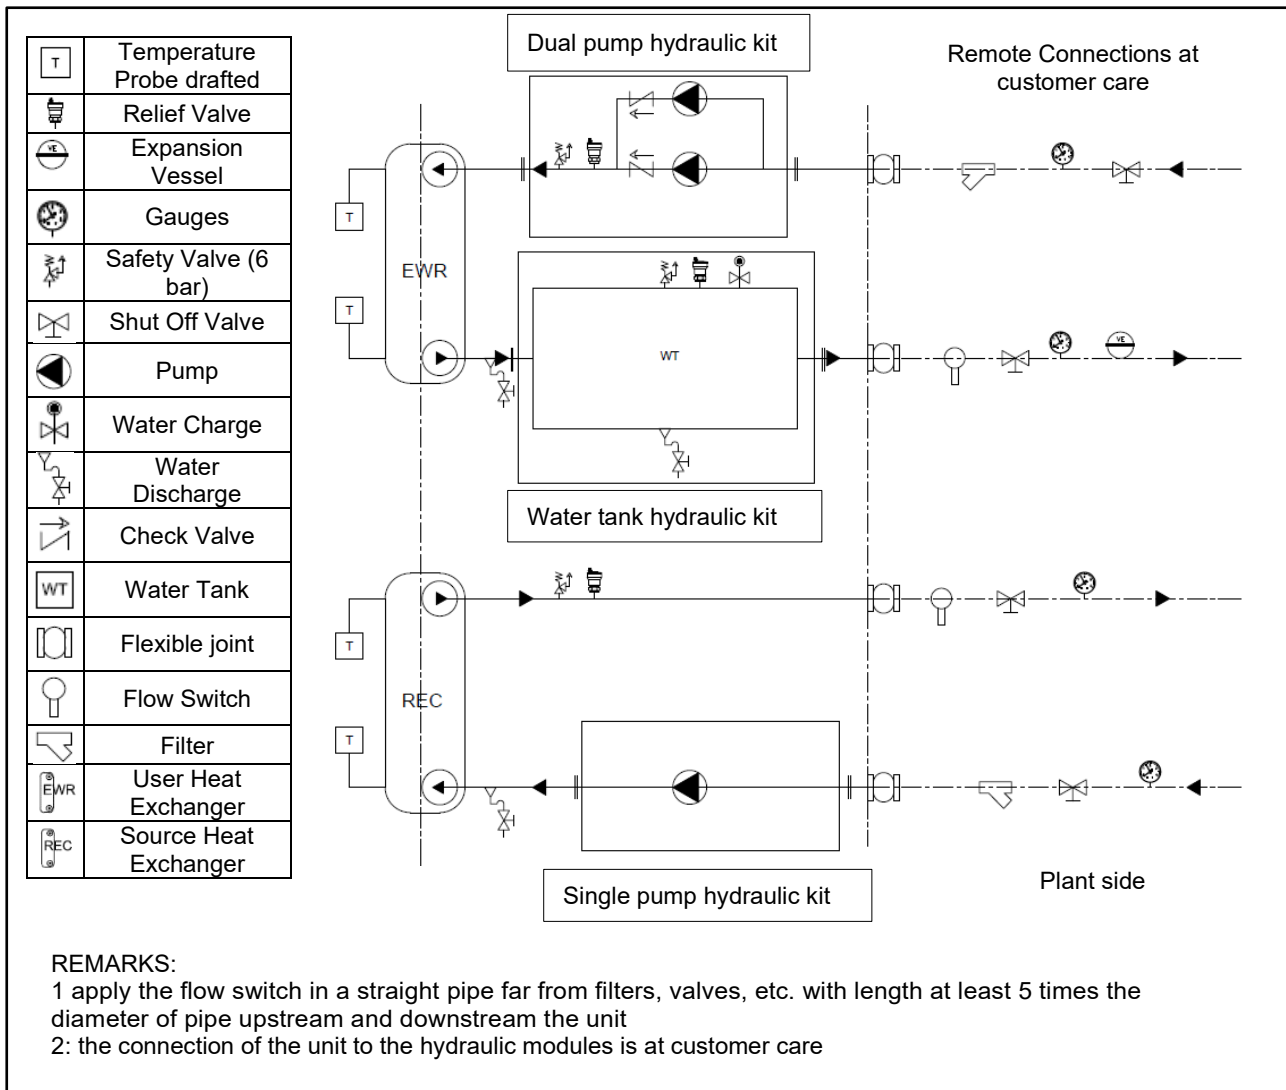 T
Temperature
Probe drafted
Relief Valve
VE
Expansion
Vessel
Gauges
Safety Valve (6
bar)
Shut Off Valve
Pump
Water Charge
Water
Discharge
Check Valve
WT
Water Tank
Flexible joint
Flow Switch
Filter
EWR
User Heat
Exchanger
REC
Source Heat
Exchanger
Dual pump hydraulic kit
Remote Connections at
customer care
T
EWR
T
WT
VE
Water tank hydraulic kit
T
REC
T
Single pump hydraulic kit
Plant side
REMARKS:
1 apply the flow switch in a straight pipe far from filters, valves, etc. with length at least 5 times the
diameter of pipe upstream and downstream the unit
2: the connection of the unit to the hydraulic modules is at customer care